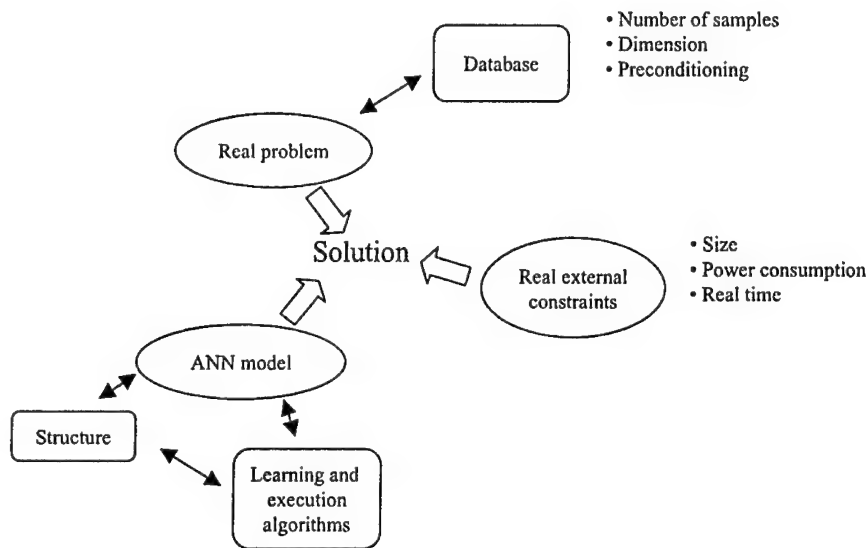 Database
• Number of samples
• Dimension
• Preconditioning
Real problem
Solution
Real external
constraints
• Size
• Power consumption
• Real time
ANN model
Structure
Learning and
execution
algorithms